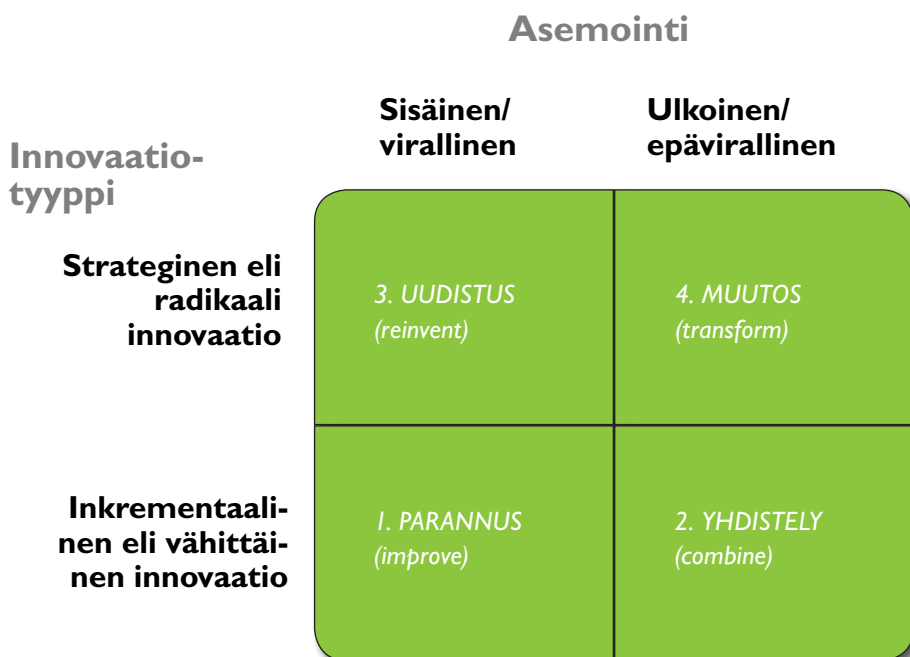 Asemointi
Sisäinen/
virallinen
Ulkoinen/
epävirallinen
Innovaatio-
tyyppi
Strateginen eli
radikaali
innovaatio
3. UUDISTUS
(reinvent)
4. MUUTOS
(transform)
Inkrementaali-
nen eli vähittäi-
nen innovaatio
1. PARANNUS
(improve)
2. YHDISTELY
(combine)